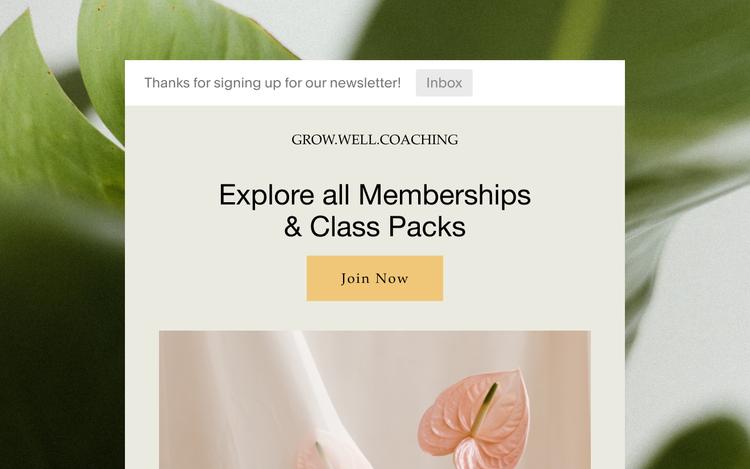 Thanks for signing up for our newsletter! Inbox
GROW.WELL.COACHING
Explore all Memberships
& Class Packs
Join Now